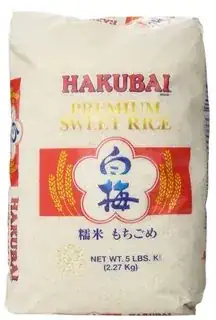 HAKUBAI
PREMIUM
SWEET RICE
白梅
糯米 もちごめ
NET WT. 5 LBS.
(2.27 Kg)
HAKUBAI